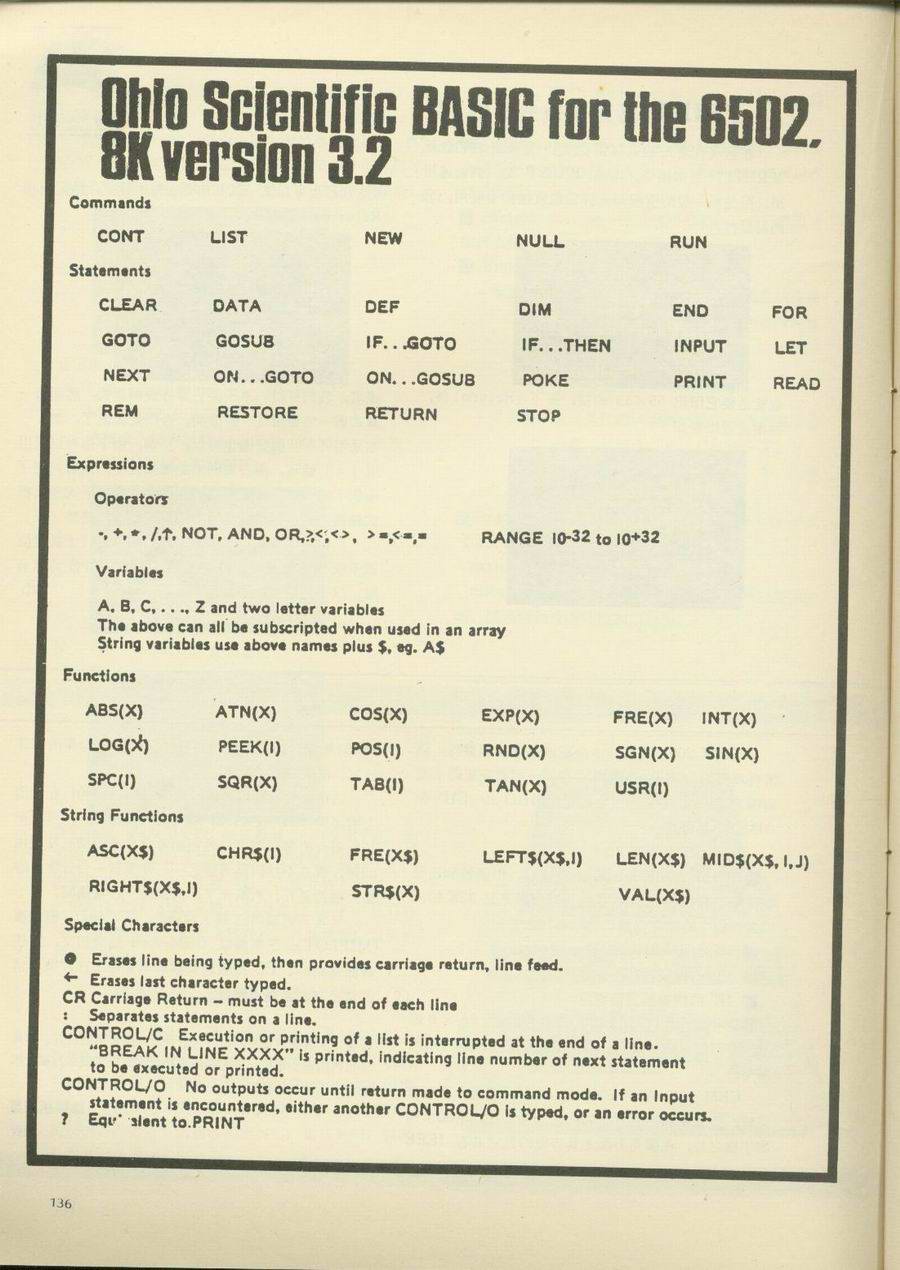 Ohio Scientific BASIC for the 6502,
8K version 3.2
Commands
CONT LIST NEW NULL RUN
Statements
CLEAR DATA DEF DIM END FOR
GOTO GOSUB IF...GOTO IF...THEN INPUT LET
NEXT ON...GOTO ON...GOSUB POKE PRINT READ
REM RESTORE RETURN STOP
Expressions
Operators
-, +, *, /,↑, NOT, AND, OR,>,<,<>, >=,<=,= RANGE 10-32 to 10+32
Variables
A, B, C, . . ., Z and two letter variables
The above can all be subscripted when used in an array
String variables use above names plus $, eg. A$
Functions
ABS(X) ATN(X) COS(X) EXP(X) FRE(X) INT(X)
LOG(X) PEEK(I) POS(I) RND(X) SGN(X) SIN(X)
SPC(I) SQR(X) TAB(I) TAN(X) USR(I)
String Functions
ASC(X$) CHR$(I) FRE(X$) LEFT$(X$,I) LEN(X$) MID$(X$,I,J)
RIGHT$(X$,I) STR$(X) VAL(X$)
Special Characters
Erases line being typed, then provides carriage return, line feed.
← Erases last character typed.
CR Carriage Return – must be at the end of each line
: Separates statements on a line.
CONTROL/C Execution or printing of a list is interrupted at the end of a line.
"BREAK IN LINE XXXX" is printed, indicating line number of next statement
to be executed or printed.
CONTROL/O No outputs occur until return made to command mode. If an Input
statement is encountered, either another CONTROL/O is typed, or an error occurs.
? to PRINT
136